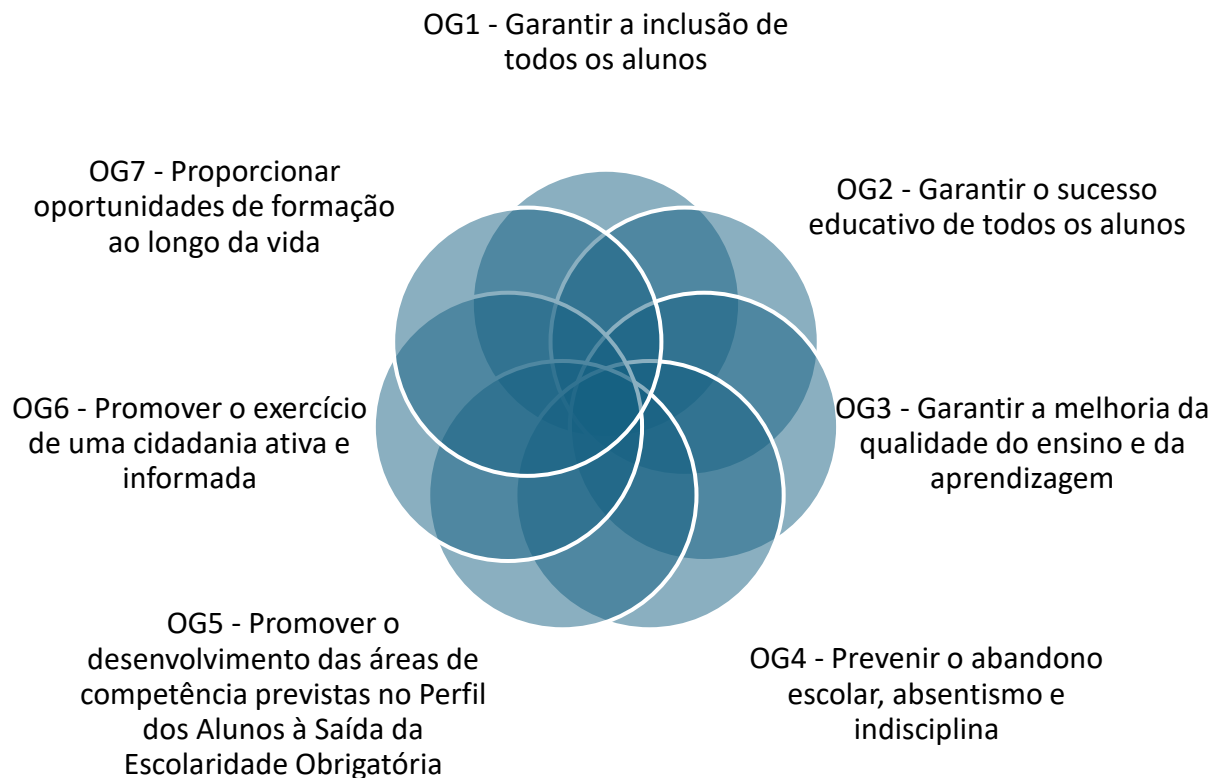 OG1 - Garantir a inclusão de
todos os alunos
OG2 - Garantir o sucesso
educativo de todos os alunos
OG3 - Garantir a melhoria da
qualidade do ensino e da
aprendizagem
OG4 - Prevenir o abandono
escolar, absentismo e
indisciplina
OG5 - Promover o
desenvolvimento das áreas de
competência previstas no Perfil
dos Alunos à Saída da
Escolaridade Obrigatória
OG6 - Promover o exercício
de uma cidadania ativa e
informada
OG7 - Proporcionar
oportunidades de formação
ao longo da vida